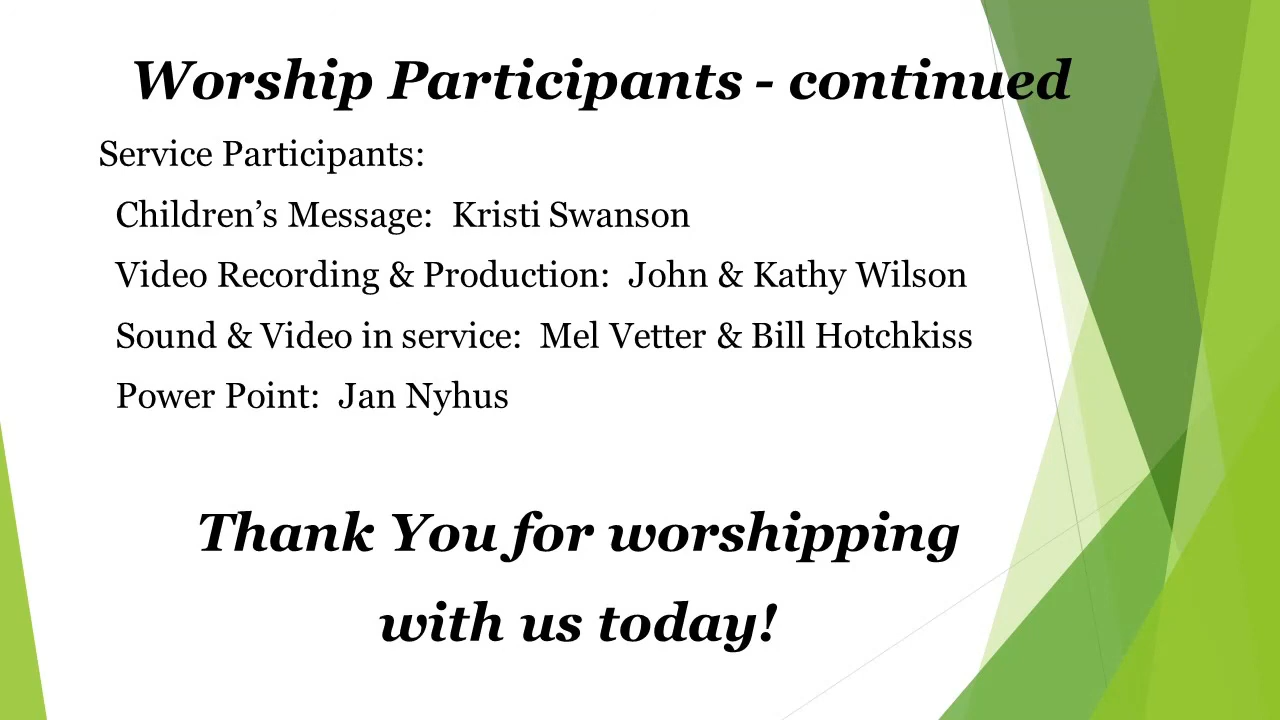 Worship Participants - continued
Service Participants:
Children’s Message:  Kristi Swanson
Video Recording & Production:  John & Kathy Wilson
Sound & Video in service:  Mel Vetter & Bill Hotchkiss
Power Point:  Jan Nyhus
Thank You for worshipping
with us today!